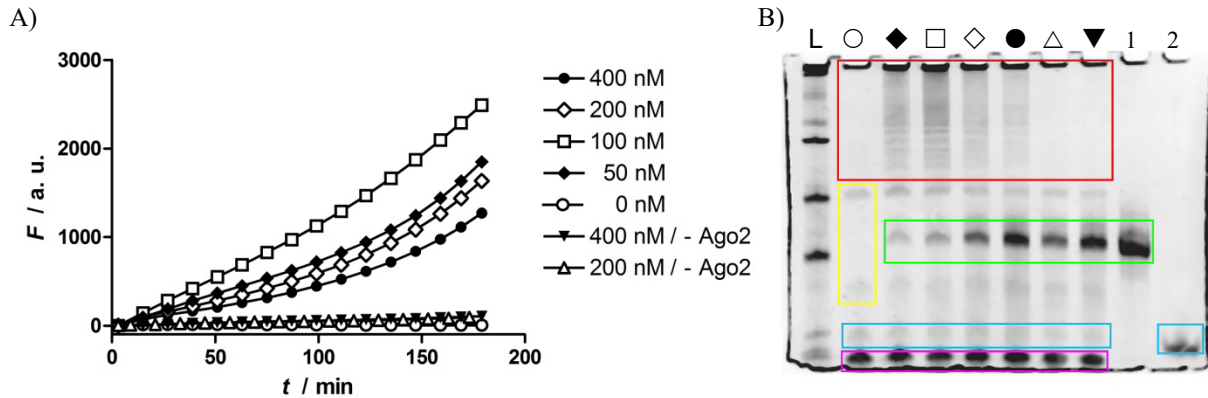 A)
F / a. u.
3000
2000
1000
0
0
50
100
150
200
t / min
400 nM
200 nM
100 nM
50 nM
0 nM
400 nM / - Ago2
200 nM / - Ago2
B)
L 1 2